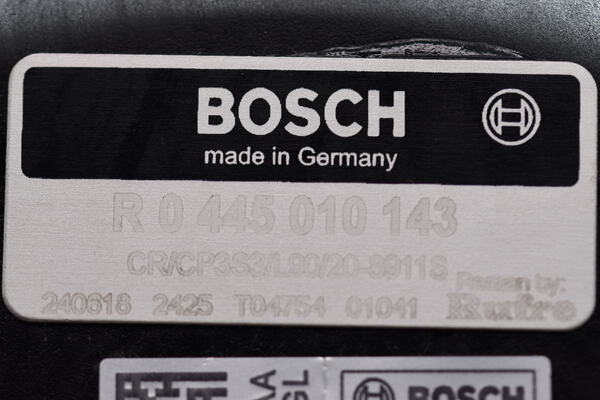 BOSCH
made in Germany
R 0 445 010 143
CR/CP3S3/L90/20-8911S
Reman by:
240618 2425 T04754 01041
BOSCH